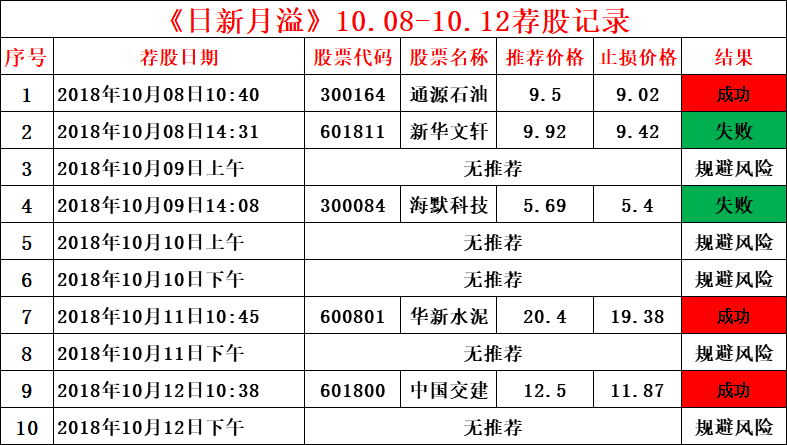 《日新月溢》10.08-10.12荐股记录
序号 荐股日期 股票代码 股票名称 推荐价格 止损价格 结果
1 2018年10月08日10:40 300164 通源石油 9.5 9.02 成功
2 2018年10月08日14:31 601811 新华文轩 9.92 9.42 失败
3 2018年10月09日上午 无推荐 规避风险
4 2018年10月09日14:08 300084 海默科技 5.69 5.4 失败
5 2018年10月10日上午 无推荐 规避风险
6 2018年10月10日下午 无推荐 规避风险
7 2018年10月11日10:45 600801 华新水泥 20.4 19.38 成功
8 2018年10月11日下午 无推荐 规避风险
9 2018年10月12日10:38 601800 中国交建 12.5 11.87 成功
10 2018年10月12日下午 无推荐 规避风险